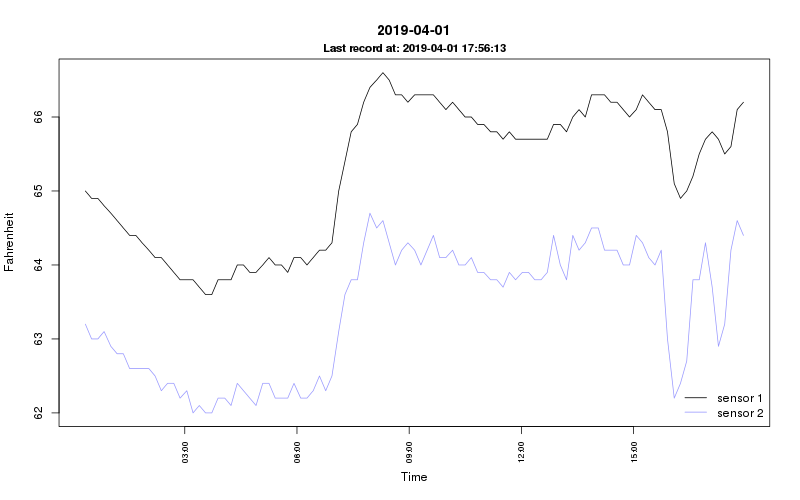 2019-04-01
Last record at: 2019-04-01 17:56:13
Fahrenheit
66
65
64
63
62
sensor 1
sensor 2
03:00
06:00
09:00
12:00
15:00
Time